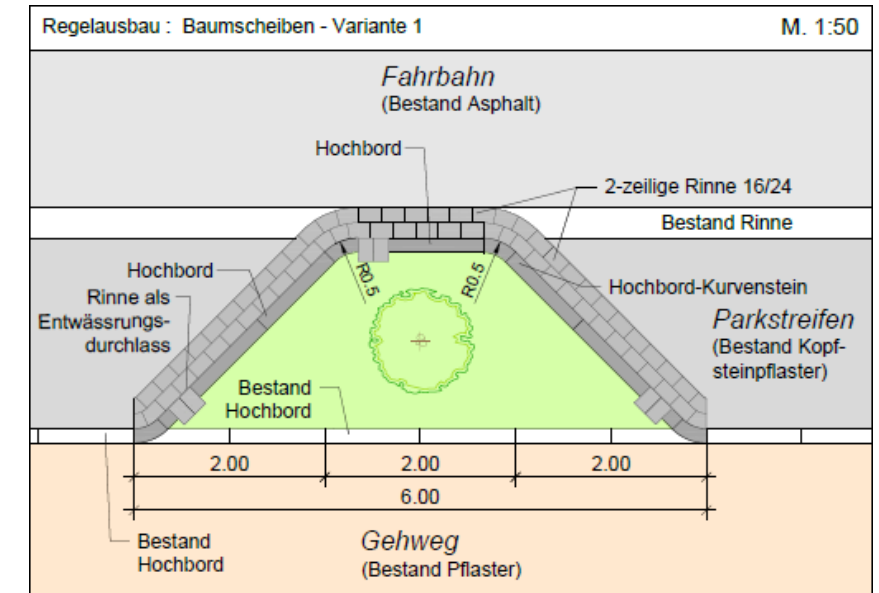 Regelausbau : Baumscheiben - Variante 1
M. 1:50
Fahrbahn
(Bestand Asphalt)
Hochbord
2-zeilige Rinne 16/24
Bestand Rinne
Hochbord
Rinne als
Entwässrungs-
durchlass
R0.5
R0.5
Hochbord-Kurvenstein
Parkstreifen
(Bestand Kopf-
steinpflaster)
Bestand
Hochbord
2.00
2.00
2.00
6.00
Bestand
Hochbord
Gehweg
(Bestand Pflaster)